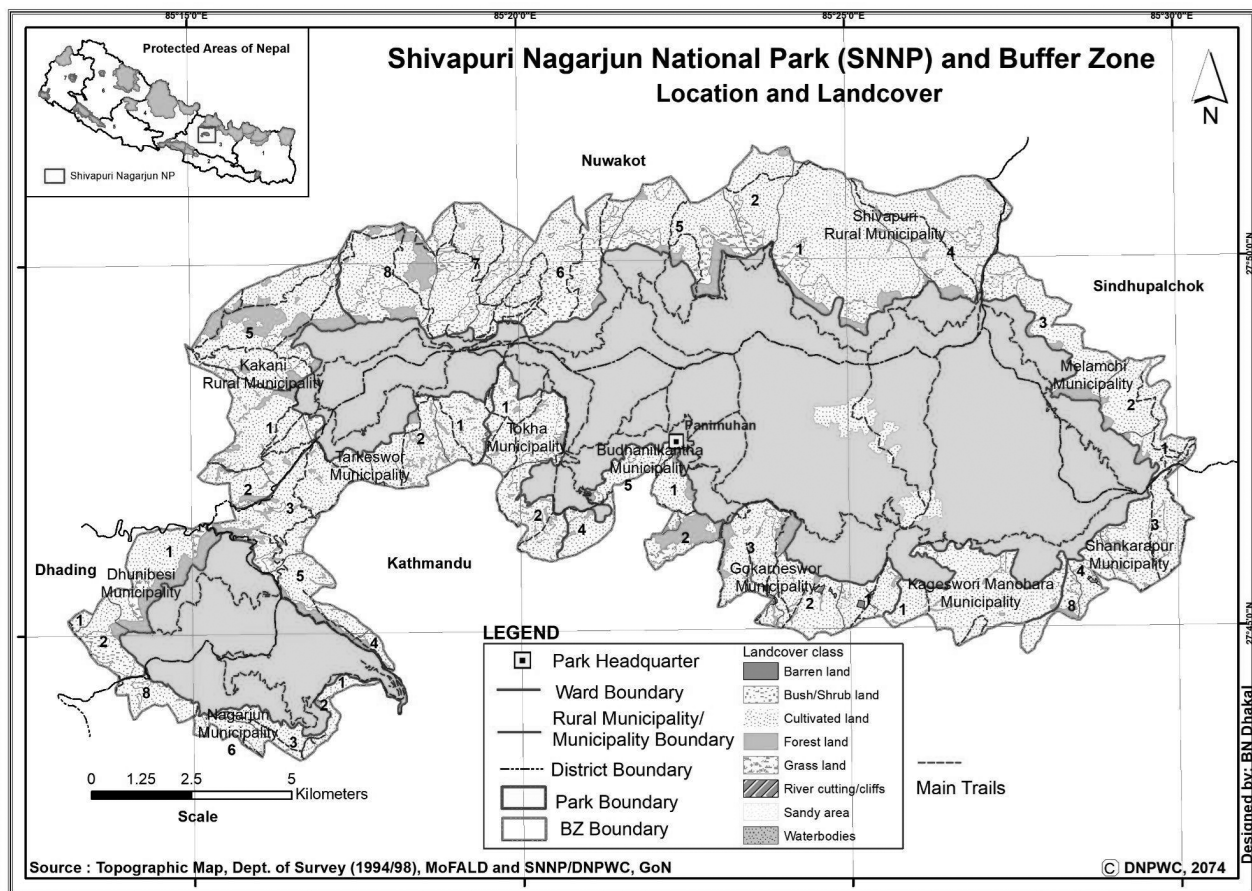 85°15'0"E
85°20'0"E
85°25'0"E
85°30'0"E
Protected Areas of Nepal
Shivapuri Nagarjun NP
Shivapuri Nagarjun National Park (SNNP) and Buffer Zone
Location and Landcover
N
Nuwakot
2
5
Shivapuri
Rural Municipality
1
4
8
7
6
27°50'0"N
Sindhupalchok
5
3
Kakani
Rural Municipality
Melamchi
Municipality
2
1
1
1
Tokha
Municipality
2
1
Panimuhan
Budhanilkantha
Municipality
Tarkeswor
Municipality
2
5
1
3
2
4
2
3
3
Shankarapur
Municipality
1
Dhading
Dhunibesi
Municipality
Kathmandu
5
Gokarneswor
Municipality
Kageswori Manohara
Municipality
4
2
1
1
8
1
2
4
27°45'0"N
8
1
2
Nagarjun
Municipality
6
3
0 1.25 2.5 5
Kilometers
Scale
LEGEND
Park Headquarter
Ward Boundary
Rural Municipality/
Municipality Boundary
District Boundary
Park Boundary
BZ Boundary
Landcover class
Barren land
Bush/Shrub land
Cultivated land
Forest land
Grass land
River cutting/cliffs
Sandy area
Waterbodies
Main Trails
Source : Topographic Map, Dept. of Survey (1994/98), MoFALD and SNNP/DNPWC, GoN
© DNPWC, 2074
Designed by: BN Dhakal